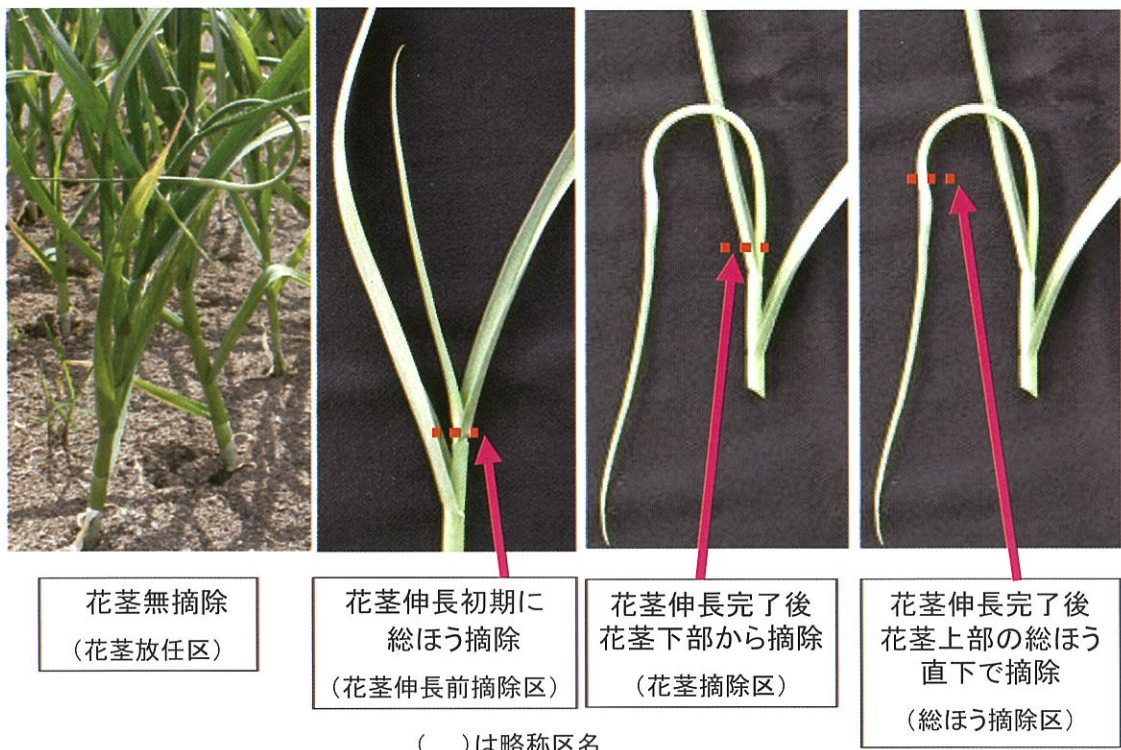 花茎無摘除
(花茎放任区)
花茎伸長初期に
総ほう摘除
(花茎伸長前摘除区)
花茎伸長完了後
花茎下部から摘除
(花茎摘除区)
花茎伸長完了後
花茎上部の総ほう
直下で摘除
(総ほう摘除区)
(　)は略称区名